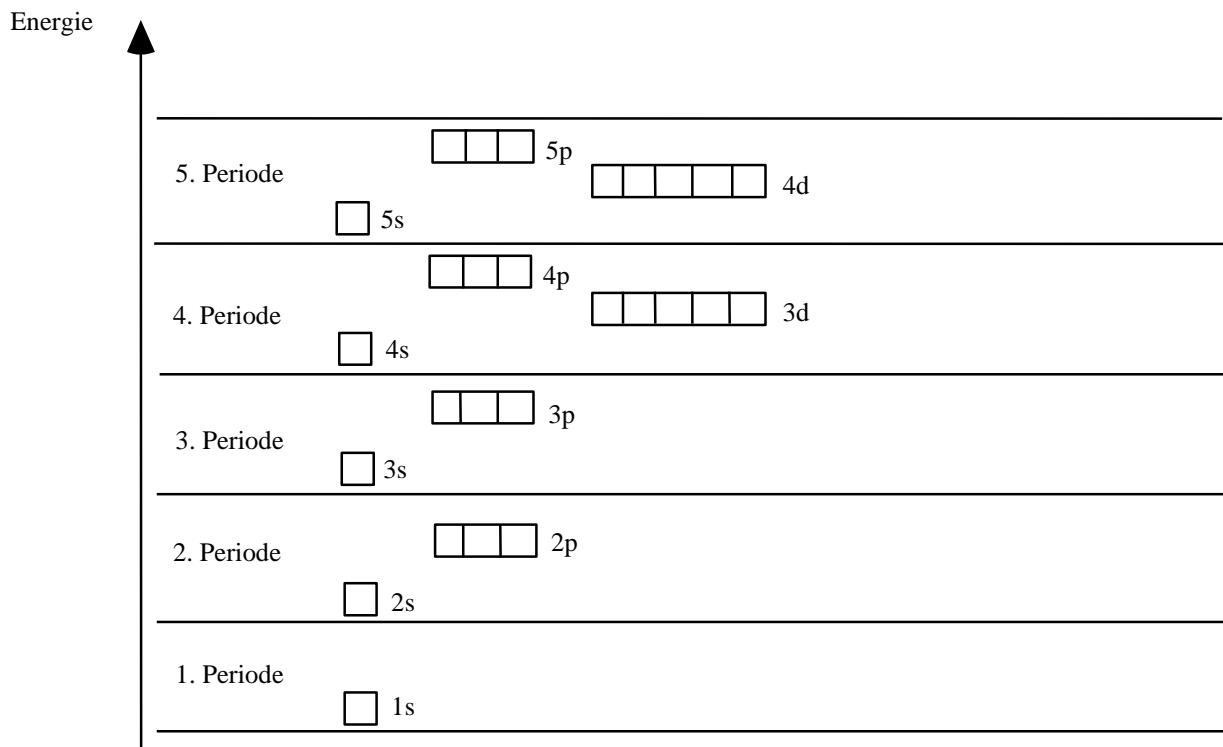 Energie
5p
5. Periode
4d
5s
4p
4. Periode
3d
4s
3p
3. Periode
3s
2p
2. Periode
2s
1. Periode
1s